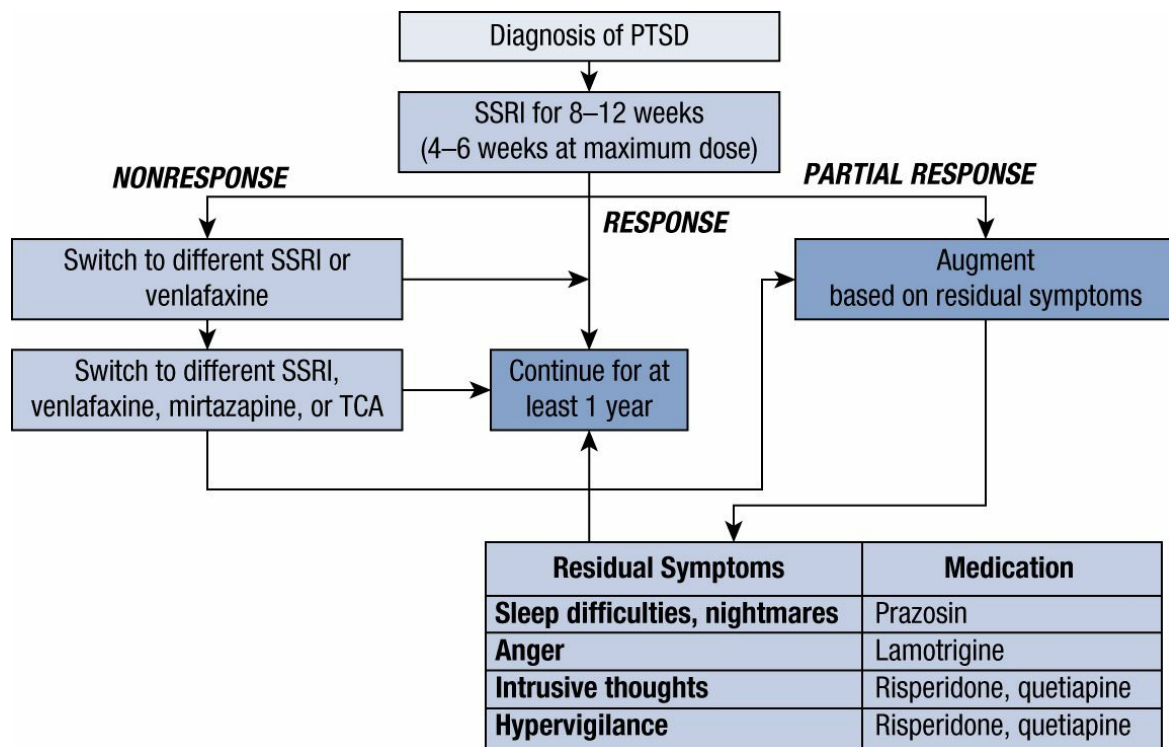 Diagnosis of PTSD
SSRI for 8–12 weeks
(4–6 weeks at maximum dose)
NONRESPONSE
PARTIAL RESPONSE
RESPONSE
Switch to different SSRI or
venlafaxine
Augment
based on residual symptoms
Switch to different SSRI,
venlafaxine, mirtazapine, or TCA
Continue for at
least 1 year
Residual Symptoms Medication
Sleep difficulties, nightmares Prazosin
Anger Lamotrigine
Intrusive thoughts Risperidone, quetiapine
Hypervigilance Risperidone, quetiapine